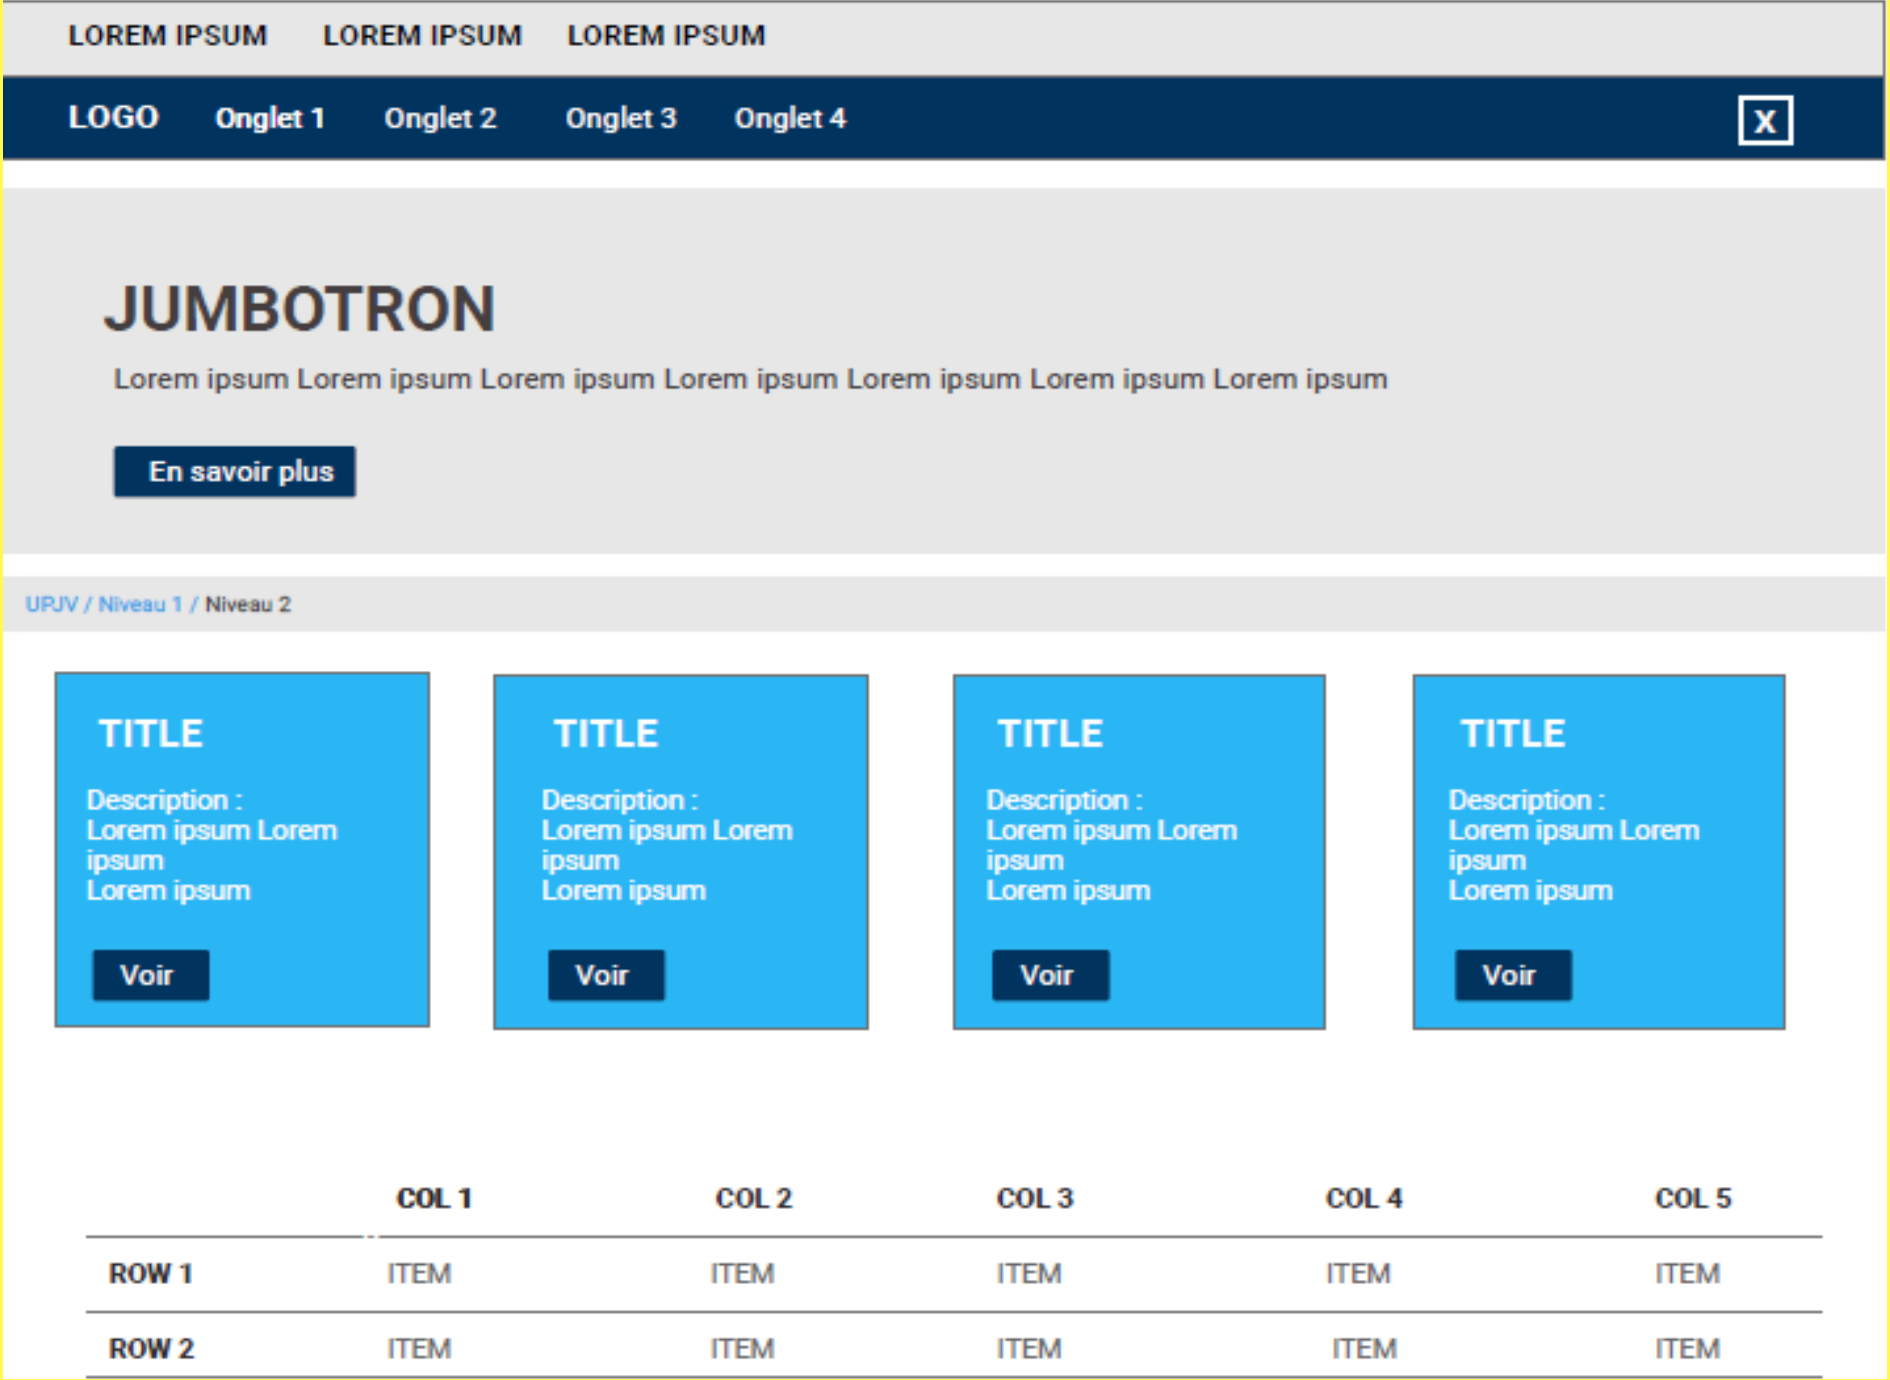 LOREM IPSUM LOREM IPSUM LOREM IPSUM
LOGO Onglet 1 Onglet 2 Onglet 3 Onglet 4 X
JUMBOTRON
Lorem ipsum Lorem ipsum Lorem ipsum Lorem ipsum Lorem ipsum Lorem ipsum Lorem ipsum
En savoir plus
UPJV / Niveau 1 / Niveau 2
TITLE
Description :
Lorem ipsum Lorem
ipsum
Lorem ipsum
Voir
TITLE
Description :
Lorem ipsum Lorem
ipsum
Lorem ipsum
Voir
TITLE
Description :
Lorem ipsum Lorem
ipsum
Lorem ipsum
Voir
TITLE
Description :
Lorem ipsum Lorem
ipsum
Lorem ipsum
Voir
COL 1 COL 2 COL 3 COL 4 COL 5
ROW 1 ITEM ITEM ITEM ITEM ITEM
ROW 2 ITEM ITEM ITEM ITEM ITEM